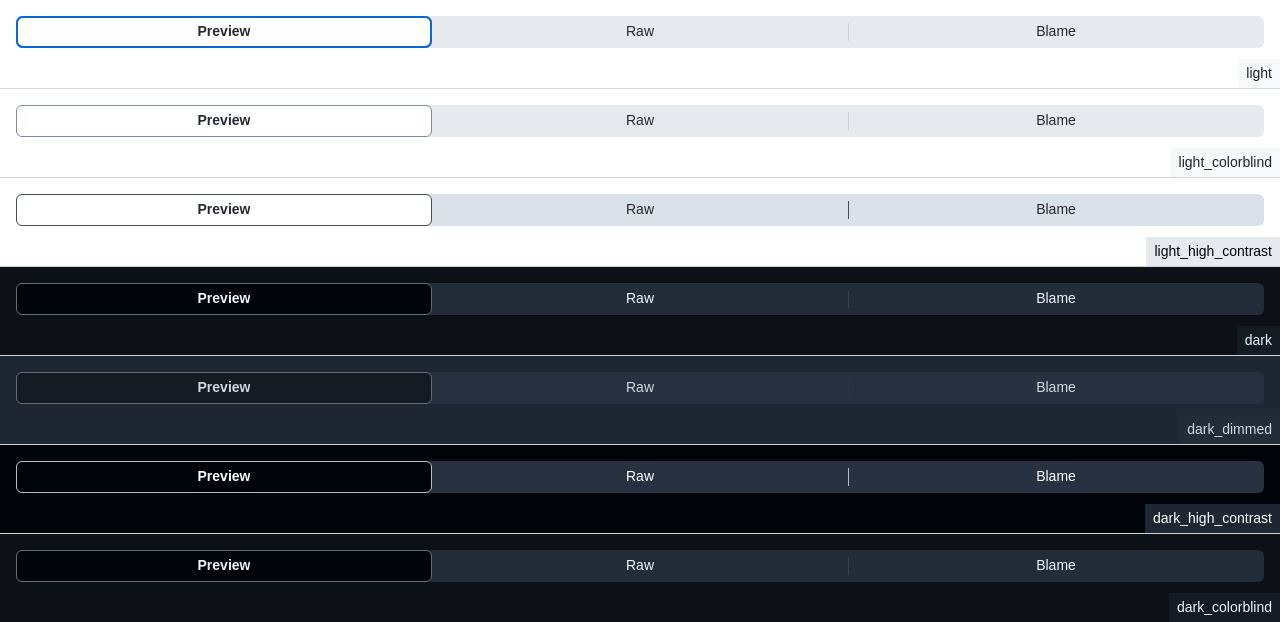 Preview Raw Blame
light
Preview Raw Blame
light_colorblind
Preview Raw Blame
light_high_contrast
Preview Raw Blame
dark
Preview Raw Blame
dark_dimmed
Preview Raw Blame
dark_high_contrast
Preview Raw Blame
dark_colorblind